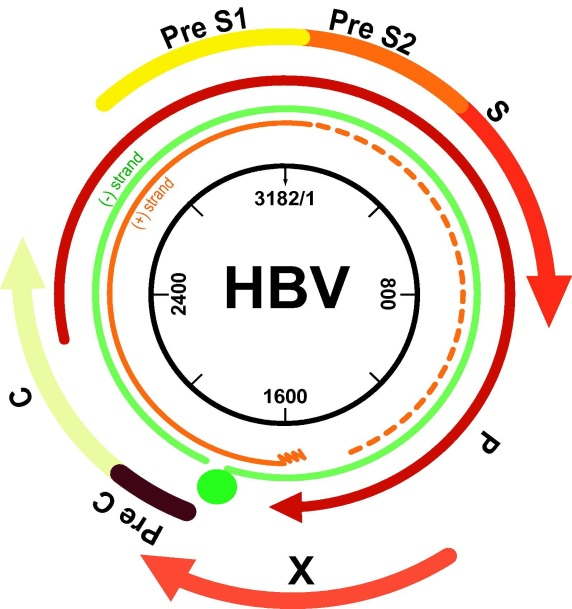 Pre S1
Pre S2
S
(-) strand
(+) strand
3182/1
2400
HBV
800
1600
C
P
Pre C
X